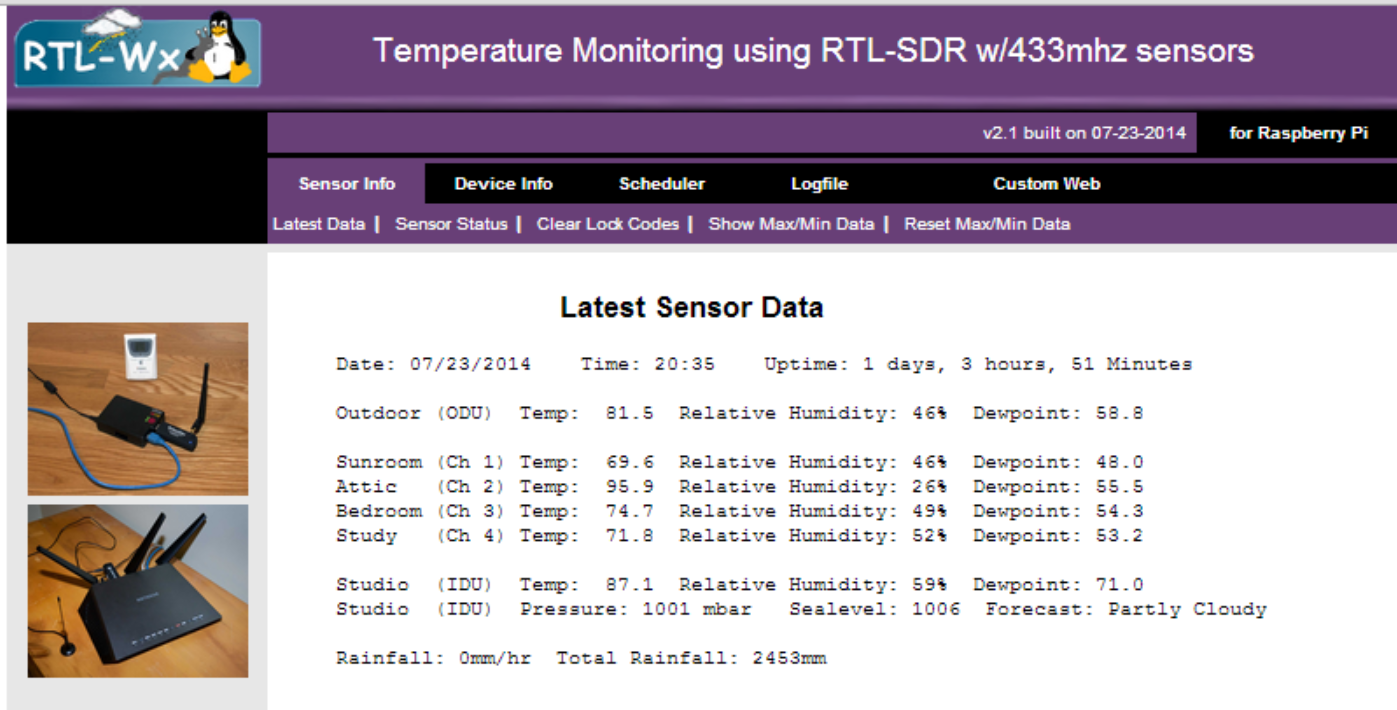 RTL-Wx
Temperature Monitoring using RTL-SDR w/433mhz sensors
v2.1 built on 07-23-2014 for Raspberry Pi
Sensor Info Device Info Scheduler Logfile Custom Web
Latest Data | Sensor Status | Clear Lock Codes | Show Max/Min Data | Reset Max/Min Data
Latest Sensor Data
Date: 07/23/2014 Time: 20:35 Uptime: 1 days, 3 hours, 51 Minutes
Outdoor (ODU) Temp: 81.5 Relative Humidity: 46% Dewpoint: 58.8
Sunroom (Ch 1) Temp: 69.6 Relative Humidity: 46% Dewpoint: 48.0
Attic (Ch 2) Temp: 95.9 Relative Humidity: 26% Dewpoint: 55.5
Bedroom (Ch 3) Temp: 74.7 Relative Humidity: 49% Dewpoint: 54.3
Study (Ch 4) Temp: 71.8 Relative Humidity: 52% Dewpoint: 53.2
Studio (IDU) Temp: 87.1 Relative Humidity: 59% Dewpoint: 71.0
Studio (IDU) Pressure: 1001 mbar Sealevel: 1006 Forecast: Partly Cloudy
Rainfall: 0mm/hr Total Rainfall: 2453mm